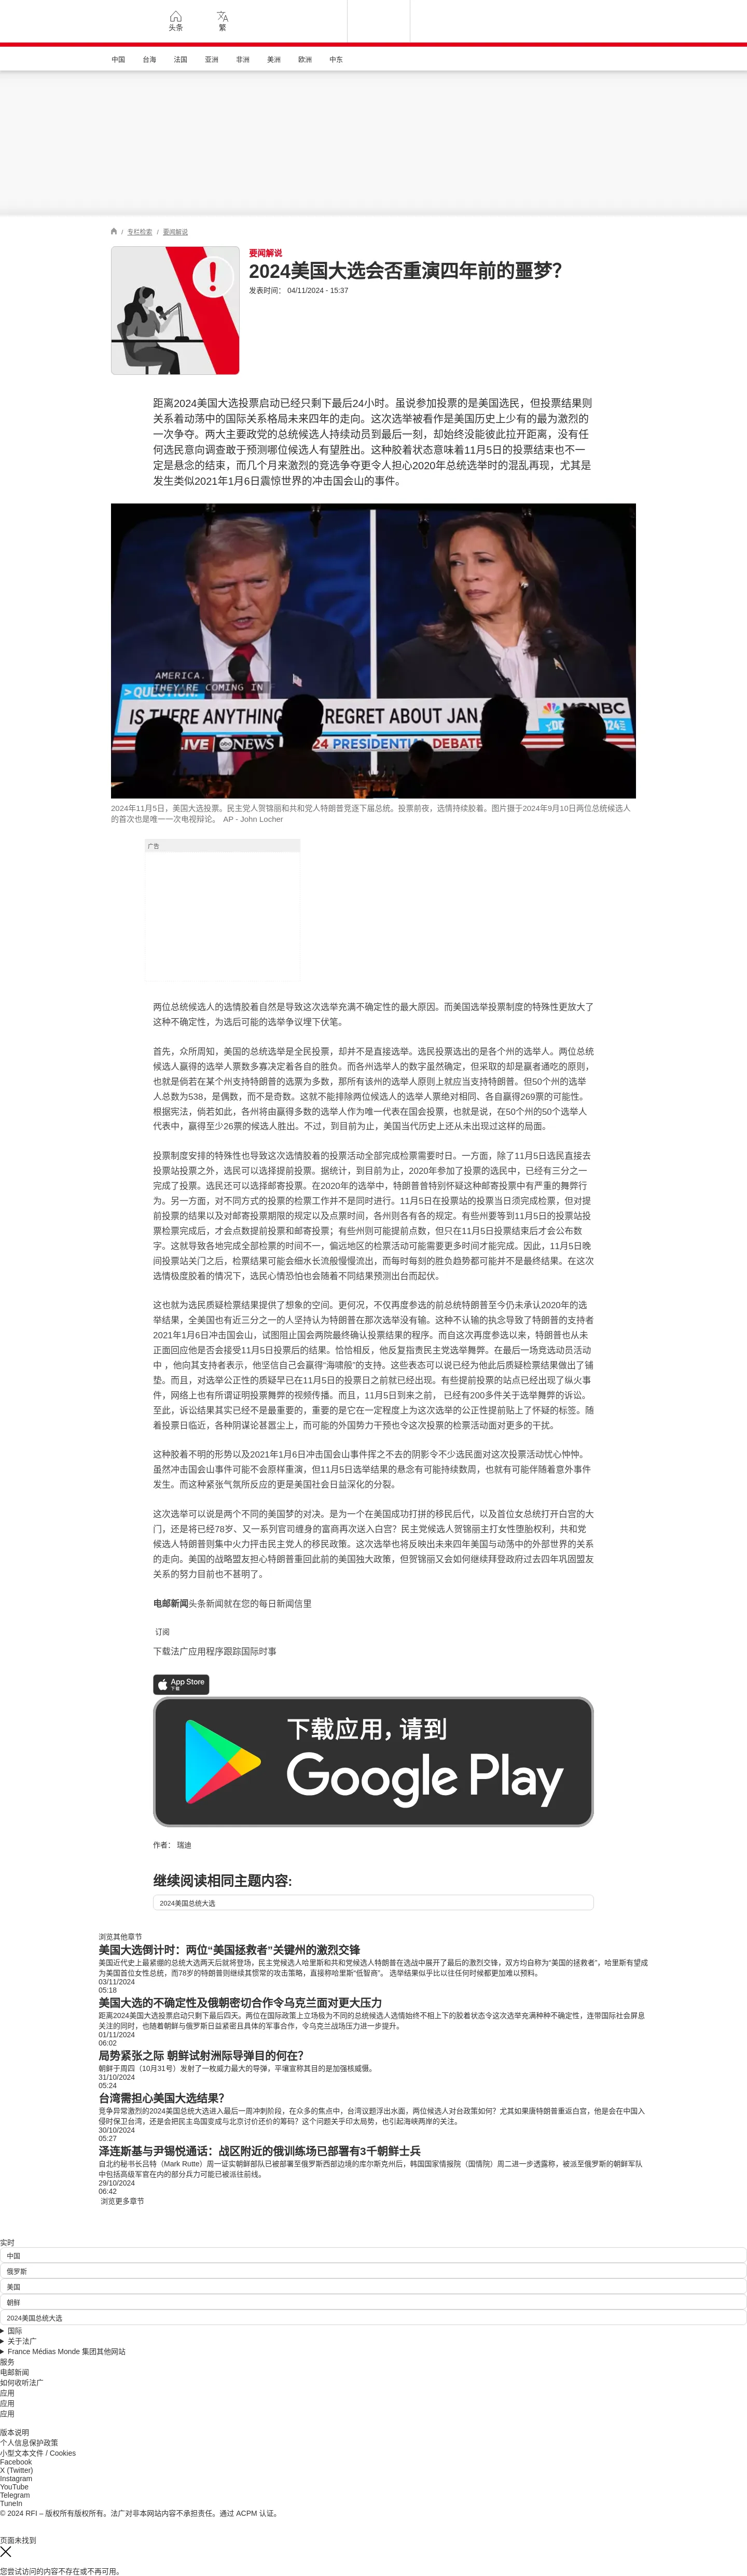 头条
繁
中国
台海
法国
亚洲
非洲
美洲
欧洲
中东
/ 专栏检索 / 要闻解说
要闻解说
2024美国大选会否重演四年前的噩梦？
发表时间： 04/11/2024 - 15:37
距离2024美国大选投票启动已经只剩下最后24小时。虽说参加投票的是美国选民，但投票结果则
关系着动荡中的国际关系格局未来四年的走向。这次选举被看作是美国历史上少有的最为激烈的
一次争夺。两大主要政党的总统候选人持续动员到最后一刻，却始终没能彼此拉开距离，没有任
何选民意向调查敢于预测哪位候选人有望胜出。这种胶着状态意味着11月5日的投票结束也不一
定是悬念的结束，而几个月来激烈的竞选争夺更令人担心2020年总统选举时的混乱再现，尤其是
发生类似2021年1月6日震惊世界的冲击国会山的事件。
AMERICA.
THEY'RE COMING IN
QUESTION:
IS THERE ANYTHING REGRET ABOUT JAN.
LIVE abc NEWS 24 PRESIDENTIAL DEBATE
MSNBC
2024
2024年11月5日，美国大选投票。民主党人贺锦丽和共和党人特朗普竞逐下届总统。投票前夜，选情持续胶着。图片摄于2024年9月10日两位总统候选人
的首次也是唯一一次电视辩论。 AP - John Locher
广告
两位总统候选人的选情胶着自然是导致这次选举充满不确定性的最大原因。而美国选举投票制度的特殊性更放大了
这种不确定性，为选后可能的选举争议埋下伏笔。
首先，众所周知，美国的总统选举是全民投票，却并不是直接选举。选民投票选出的是各个州的选举人。两位总统
候选人赢得的选举人票数多寡决定着各自的胜负。而各州选举人的数字虽然确定，但采取的却是赢者通吃的原则，
也就是倘若在某个州支持特朗普的选票为多数，那所有该州的选举人原则上就应当支持特朗普。但50个州的选举
人总数为538，是偶数，而不是奇数。这就不能排除两位候选人的选举人票绝对相同、各自赢得269票的可能性。
根据宪法，倘若如此，各州将由赢得多数的选举人作为唯一代表在国会投票，也就是说，在50个州的50个选举人
代表中，赢得至少26票的候选人胜出。不过，到目前为止，美国当代历史上还从未出现过这样的局面。
投票制度安排的特殊性也导致这次选情胶着的投票活动全部完成检票需要时日。一方面，除了11月5日选民直接去
投票站投票之外，选民可以选择提前投票。据统计，到目前为止，2020年参加了投票的选民中，已经有三分之一
完成了投票。选民还可以选择邮寄投票。在2020年的选举中，特朗普曾特别怀疑这种邮寄投票中有严重的舞弊行
为。另一方面，对不同方式的投票的检票工作并不是同时进行。11月5日在投票站的投票当日须完成检票，但对提
前投票的结果以及对邮寄投票期限的规定以及点票时间，各州则各有各的规定。有些州要等到11月5日的投票站投
票检票完成后，才会点数提前投票和邮寄投票；有些州则可能提前点数，但只在11月5日投票结束后才会公布数
字。这就导致各地完成全部检票的时间不一，偏远地区的检票活动可能需要更多时间才能完成。因此，11月5日晚
间投票站关门之后，检票结果可能会细水长流般慢慢流出，而每时每刻的胜负趋势都可能并不是最终结果。在这次
选情极度胶着的情况下，选民心情恐怕也会随着不同结果预测出台而起伏。
这也就为选民质疑检票结果提供了想象的空间。更何况，不仅再度参选的前总统特朗普至今仍未承认2020年的选
举结果，全美国也有近三分之一的人坚持认为特朗普在那次选举没有输。这种不认输的执念导致了特朗普的支持者
2021年1月6日冲击国会山，试图阻止国会两院最终确认投票结果的程序。而自这次再度参选以来，特朗普也从未
正面回应他是否会接受11月5日投票后的结果。恰恰相反，他反复指责民主党选举舞弊。在最后一场竞选动员活动
中 ，他向其支持者表示，他坚信自己会赢得“海啸般”的支持。这些表态可以说已经为他此后质疑检票结果做出了铺
垫。而且，对选举公正性的质疑早已在11月5日的投票日之前就已经出现。有些提前投票的站点已经出现了纵火事
件，网络上也有所谓证明投票舞弊的视频传播。而且，11月5日到来之前， 已经有200多件关于选举舞弊的诉讼。
至此，诉讼结果其实已经不是最重要的，重要的是它在一定程度上为这次选举的公正性提前贴上了怀疑的标签。随
着投票日临近，各种阴谋论甚嚣尘上，而可能的外国势力干预也令这次投票的检票活动面对更多的干扰。
这种胶着不明的形势以及2021年1月6日冲击国会山事件挥之不去的阴影令不少选民面对这次投票活动忧心忡忡。
虽然冲击国会山事件可能不会原样重演，但11月5日选举结果的悬念有可能持续数周，也就有可能伴随着意外事件
发生。而这种紧张气氛所反应的更是美国社会日益深化的分裂。
这次选举可以说是两个不同的美国梦的对决。是为一个在美国成功打拼的移民后代，以及首位女总统打开白宫的大
门，还是将已经78岁、又一系列官司缠身的富商再次送入白宫？民主党候选人贺锦丽主打女性堕胎权利，共和党
候选人特朗普则集中火力抨击民主党人的移民政策。这次选举也将反映出未来四年美国与动荡中的外部世界的关系
的走向。美国的战略盟友担心特朗普重回此前的美国独大政策，但贺锦丽又会如何继续拜登政府过去四年巩固盟友
关系的努力目前也不甚明了。
电邮新闻头条新闻就在您的每日新闻信里
订阅
下载法广应用程序跟踪国际时事
App Store
下载
下载应用，请到
Google Play
作者： 瑞迪
继续阅读相同主题内容:
2024美国总统大选
浏览其他章节
美国大选倒计时：两位“美国拯救者”关键州的激烈交锋
美国近代史上最紧绷的总统大选两天后就将登场，民主党候选人哈里斯和共和党候选人特朗普在选战中展开了最后的激烈交锋，双方均自称为“美国的拯救者”，哈里斯有望成
为美国首位女性总统，而78岁的特朗普则继续其惯常的攻击策略，直接称哈里斯“低智商”。 选举结果似乎比以往任何时候都更加难以预料。
03/11/2024
05:18
美国大选的不确定性及俄朝密切合作令乌克兰面对更大压力
距离2024美国大选投票启动只剩下最后四天。两位在国际政策上立场极为不同的总统候选人选情始终不相上下的胶着状态令这次选举充满种种不确定性，连带国际社会屏息
关注的同时，也随着朝鲜与俄罗斯日益紧密且具体的军事合作，令乌克兰战场压力进一步提升。
01/11/2024
06:02
局势紧张之际 朝鲜试射洲际导弹目的何在？
朝鲜于周四（10月31号）发射了一枚威力最大的导弹，平壤宣称其目的是加强核威慑。
31/10/2024
05:24
台湾需担心美国大选结果？
竞争异常激烈的2024美国总统大选进入最后一周冲刺阶段，在众多的焦点中，台湾议题浮出水面，两位候选人对台政策如何？尤其如果唐特朗普重返白宫，他是会在中国入
侵时保卫台湾，还是会把民主岛国变成与北京讨价还价的筹码？这个问题关乎印太局势，也引起海峡两岸的关注。
30/10/2024
05:27
泽连斯基与尹锡悦通话：战区附近的俄训练场已部署有3千朝鲜士兵
自北约秘书长吕特（Mark Rutte）周一证实朝鲜部队已被部署至俄罗斯西部边境的库尔斯克州后，韩国国家情报院（国情院）周二进一步透露称，被派至俄罗斯的朝鲜军队
中包括高级军官在内的部分兵力可能已被派往前线。
29/10/2024
06:42
浏览更多章节
实时
中国
俄罗斯
美国
朝鲜
2024美国总统大选
国际
关于法广
France Médias Monde 集团其他网站
服务
电邮新闻
如何收听法广
应用
应用
应用
版本说明
个人信息保护政策
小型文本文件 / Cookies
Facebook
X (Twitter)
Instagram
YouTube
Telegram
TuneIn
© 2024 RFI – 版权所有版权所有。法广对非本网站内容不承担责任。通过 ACPM 认证。
页面未找到
您尝试访问的内容不存在或不再可用。